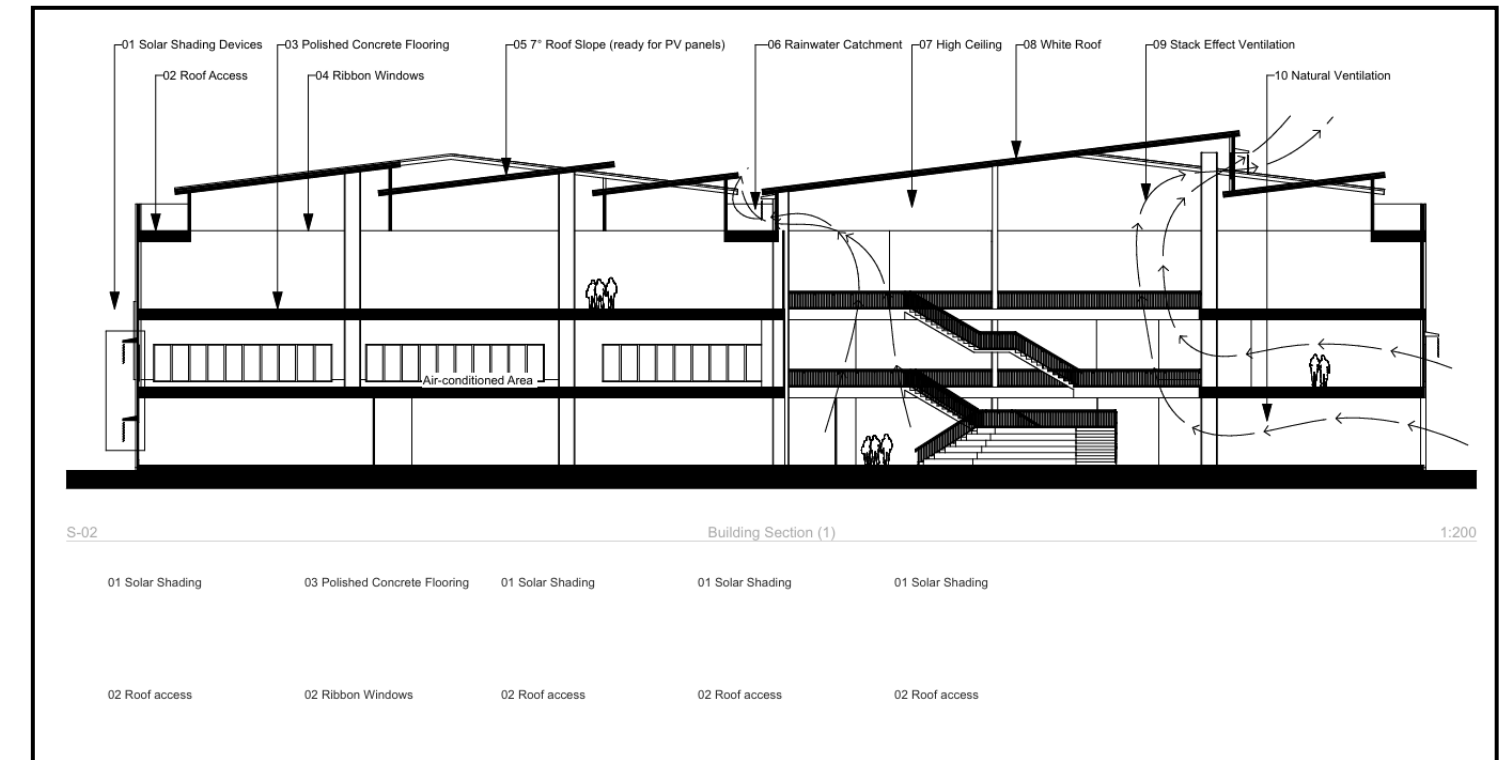 01 Solar Shading Devices
03 Polished Concrete Flooring
05 7° Roof Slope (ready for PV panels)
06 Rainwater Catchment
07 High Ceiling
08 White Roof
09 Stack Effect Ventilation
02 Roof Access
04 Ribbon Windows
10 Natural Ventilation
Air-conditioned Area
S-02
Building Section (1)
1:200
01 Solar Shading
03 Polished Concrete Flooring
01 Solar Shading
01 Solar Shading
01 Solar Shading
02 Roof access
02 Ribbon Windows
02 Roof access
02 Roof access
02 Roof access